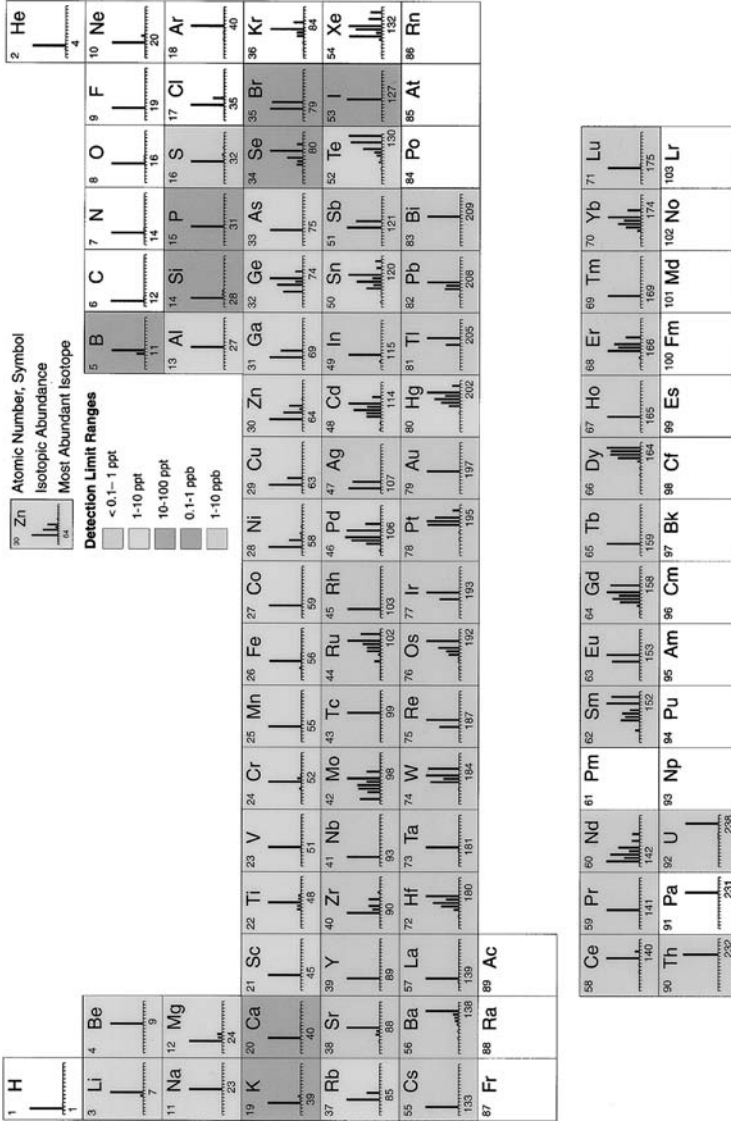 1 H
1
2 He
4
30 Zn
64
Atomic Number, Symbol
Isotopic Abundance
Most Abundant Isotope
Detection Limit Ranges
< 0.1– 1 ppt
1-10 ppt
10-100 ppt
0.1-1 ppb
1-10 ppb
3 Li 4 Be 5 B 6 C 7 N 8 O 9 F 10 Ne
7 9 11 12 14 16 19 20
11 Na 12 Mg 13 Al 14 Si 15 P 16 S 17 Cl 18 Ar
23 24 27 28 31 32 35 40
19 K 20 Ca 21 Sc 22 Ti 23 V 24 Cr 25 Mn 26 Fe 27 Co 28 Ni 29 Cu 30 Zn 31 Ga 32 Ge 33 As 34 Se 35 Br 36 Kr
39 40 45 48 51 52 55 56 59 58 63 64 69 74 75 80 79 84
37 Rb 38 Sr 39 Y 40 Zr 41 Nb 42 Mo 43 Tc 44 Ru 45 Rh 46 Pd 47 Ag 48 Cd 49 In 50 Sn 51 Sb 52 Te 53 I 54 Xe
85 88 89 90 93 98 99 102 103 106 107 114 115 120 121 130 127 132
55 Cs 56 Ba 57 La 72 Hf 73 Ta 74 W 75 Re 76 Os 77 Ir 78 Pt 79 Au 80 Hg 81 Tl 82 Pb 83 Bi 84 Po 85 At 86 Rn
133 138 139 180 181 184 187 192 193 195 197 202 205 208 209
87 Fr 88 Ra 89 Ac
58 Ce 59 Pr 60 Nd 61 Pm 62 Sm 63 Eu 64 Gd 65 Tb 66 Dy 67 Ho 68 Er 69 Tm 70 Yb 71 Lu
140 141 142 152 153 158 159 164 165 166 169 174 175
90 Th 91 Pa 92 U 93 Np 94 Pu 95 Am 96 Cm 97 Bk 98 Cf 99 Es 100 Fm 101 Md 102 No 103 Lr
232 231 238